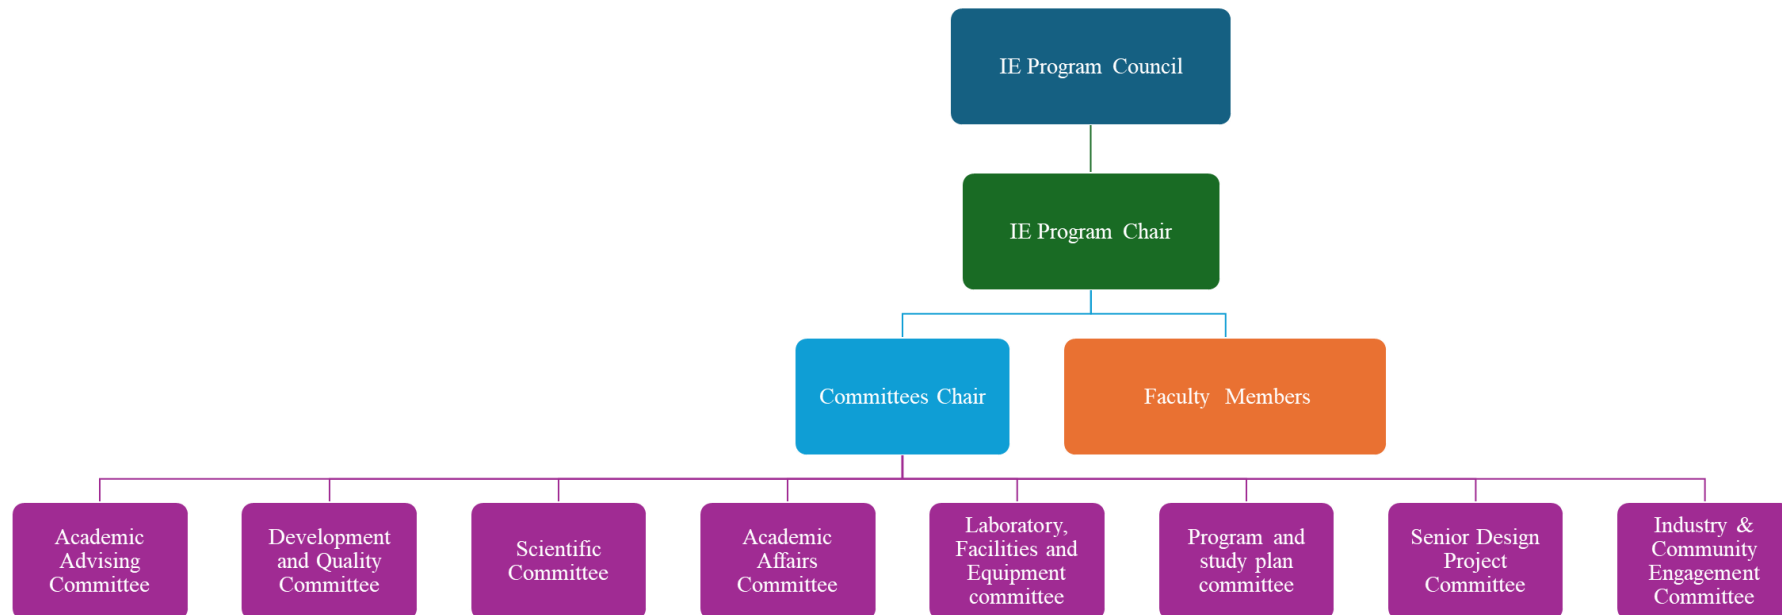 IE Program Council
IE Program Chair
Committees Chair
Faculty Members
Academic
Advising
Committee
Development
and Quality
Committee
Scientific
Committee
Academic
Affairs
Committee
Laboratory,
Facilities and
Equipment
committee
Program and
study plan
committee
Senior Design
Project
Committee
Industry &
Community
Engagement
Committee